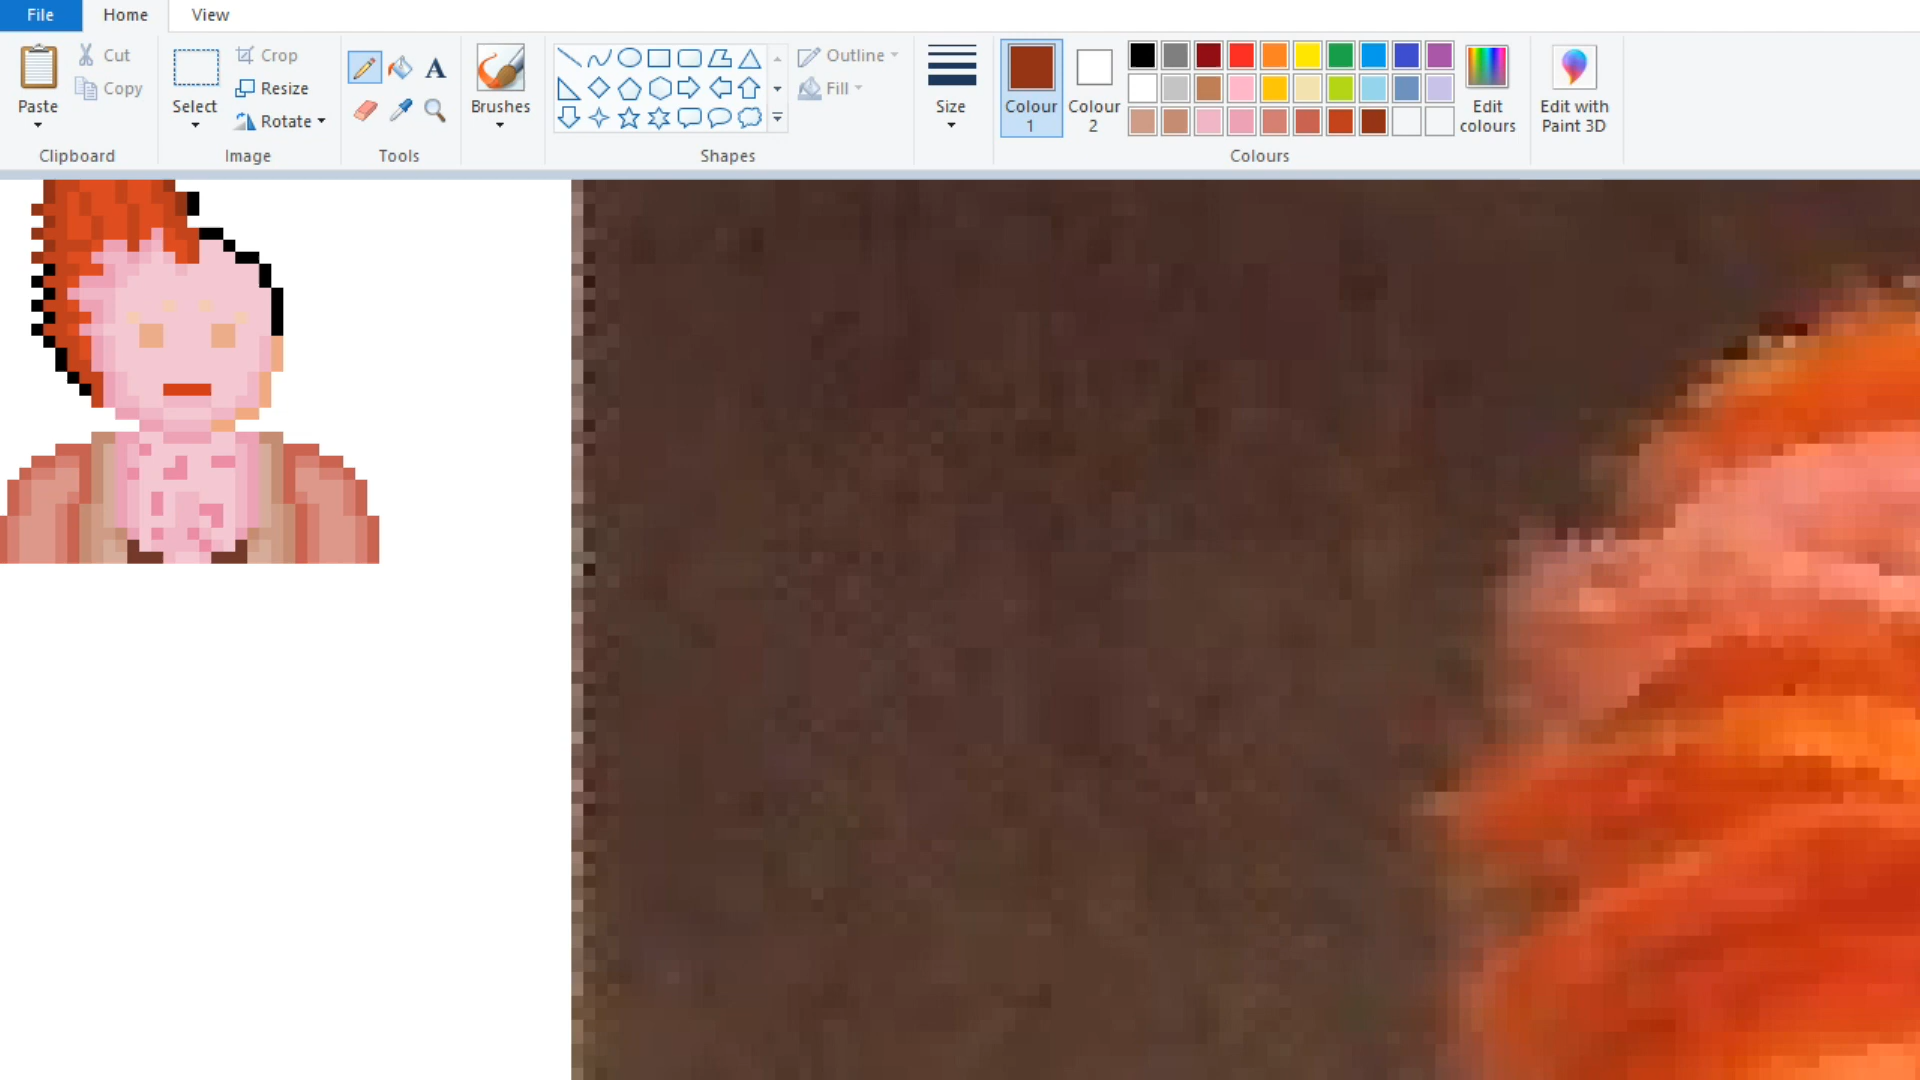 File Home View
Paste
Cut
Copy
Clipboard
Select
Crop
Resize
Rotate
Image
A
Tools
Brushes
Shapes
Outline
Fill
Size
Colour
1
Colour
2
Edit
colours
Colours
Edit with
Paint 3D